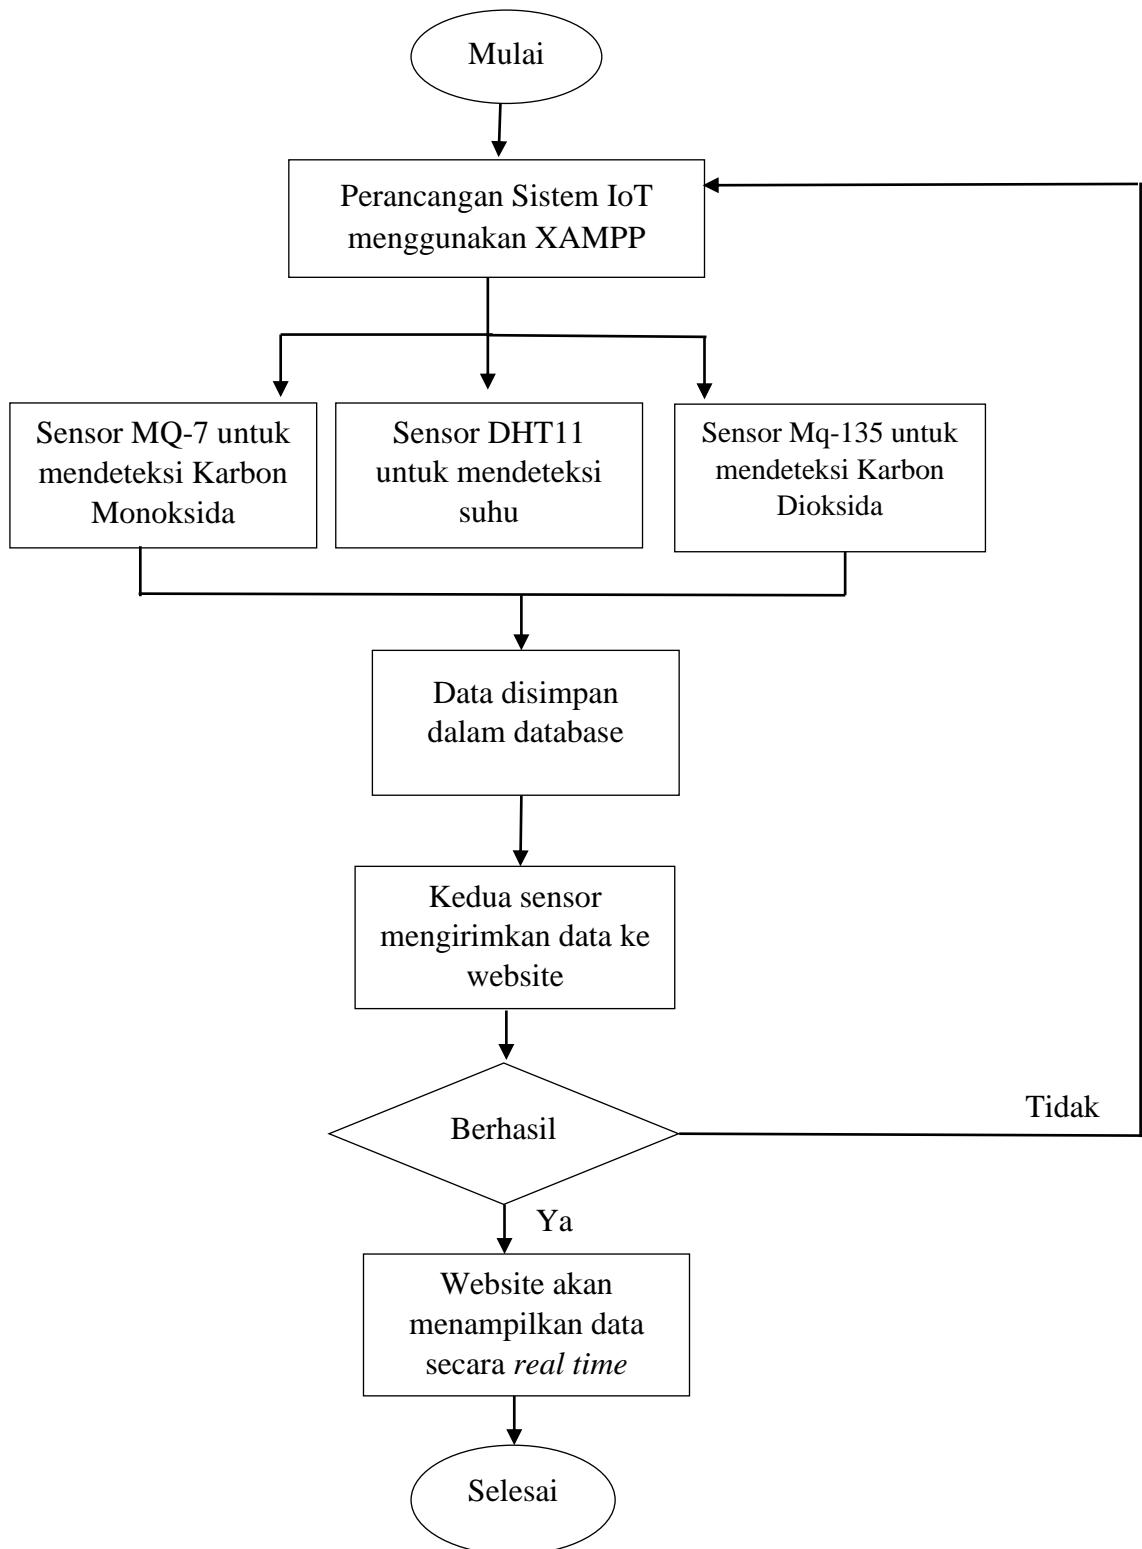 Mulai
Perancangan Sistem IoT
menggunakan XAMPP
Sensor MQ-7 untuk
mendeteksi Karbon
Monoksida
Sensor DHT11
untuk mendeteksi
suhu
Sensor Mq-135 untuk
mendeteksi Karbon
Dioksida
Data disimpan
dalam database
Kedua sensor
mengirimkan data ke
website
Berhasil
Tidak
Ya
Website akan
menampilkan data
secara real time
Selesai